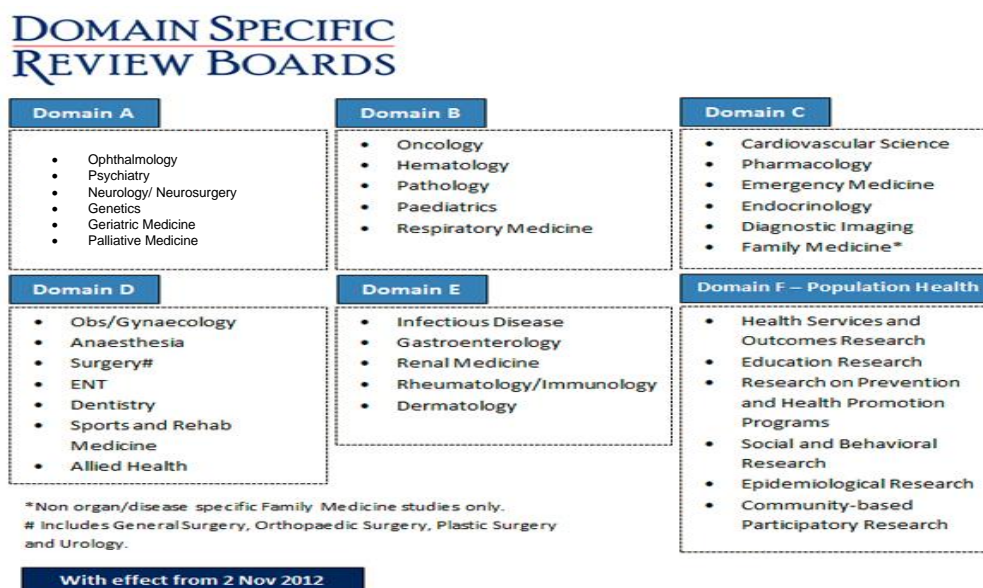 DOMAIN SPECIFIC
REVIEW BOARDS
Domain A
• Ophthalmology
• Psychiatry
• Neurology/ Neurosurgery
• Genetics
• Geriatric Medicine
• Palliative Medicine
Domain B
• Oncology
• Hematology
• Pathology
• Paediatrics
• Respiratory Medicine
Domain C
• Cardiovascular Science
• Pharmacology
• Emergency Medicine
• Endocrinology
• Diagnostic Imaging
• Family Medicine*
Domain D
• Obs/Gynaecology
• Anaesthesia
• Surgery#
• ENT
• Dentistry
• Sports and Rehab
Medicine
• Allied Health
Domain E
• Infectious Disease
• Gastroenterology
• Renal Medicine
• Rheumatology/Immunology
• Dermatology
Domain F – Population Health
• Health Services and
Outcomes Research
• Education Research
• Research on Prevention
and Health Promotion
Programs
• Social and Behavioral
Research
• Epidemiological Research
• Community-based
Participatory Research
*Non organ/disease specific Family Medicine studies only.
# Includes General Surgery, Orthopaedic Surgery, Plastic Surgery
and Urology.
With effect from 2 Nov 2012